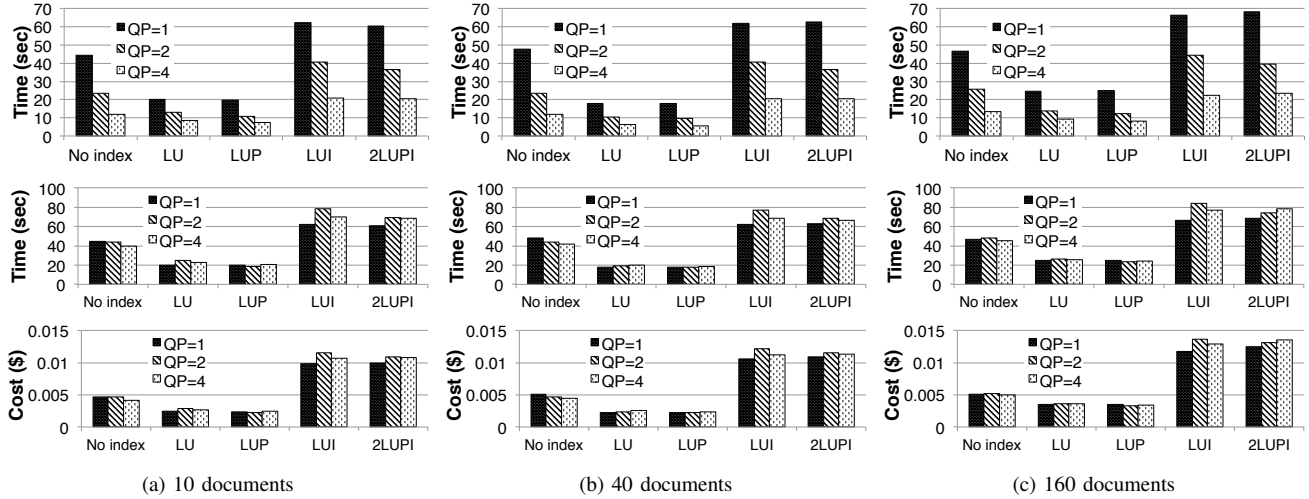 Time (sec)
70
60
50
40
30
20
10
0
QP=1
QP=2
QP=4
No index LU LUP LUI 2LUPI
Time (sec)
70
60
50
40
30
20
10
0
QP=1
QP=2
QP=4
No index LU LUP LUI 2LUPI
Time (sec)
70
60
50
40
30
20
10
0
QP=1
QP=2
QP=4
No index LU LUP LUI 2LUPI
Time (sec)
100
80
60
40
20
0
QP=1
QP=2
QP=4
No index LU LUP LUI 2LUPI
Time (sec)
100
80
60
40
20
0
QP=1
QP=2
QP=4
No index LU LUP LUI 2LUPI
Time (sec)
100
80
60
40
20
0
QP=1
QP=2
QP=4
No index LU LUP LUI 2LUPI
Cost ($)
0.015
0.01
0.005
0
QP=1
QP=2
QP=4
No index LU LUP LUI 2LUPI
Cost ($)
0.015
0.01
0.005
0
QP=1
QP=2
QP=4
No index LU LUP LUI 2LUPI
Cost ($)
0.015
0.01
0.005
0
QP=1
QP=2
QP=4
No index LU LUP LUI 2LUPI
(a) 10 documents
(b) 40 documents
(c) 160 documents